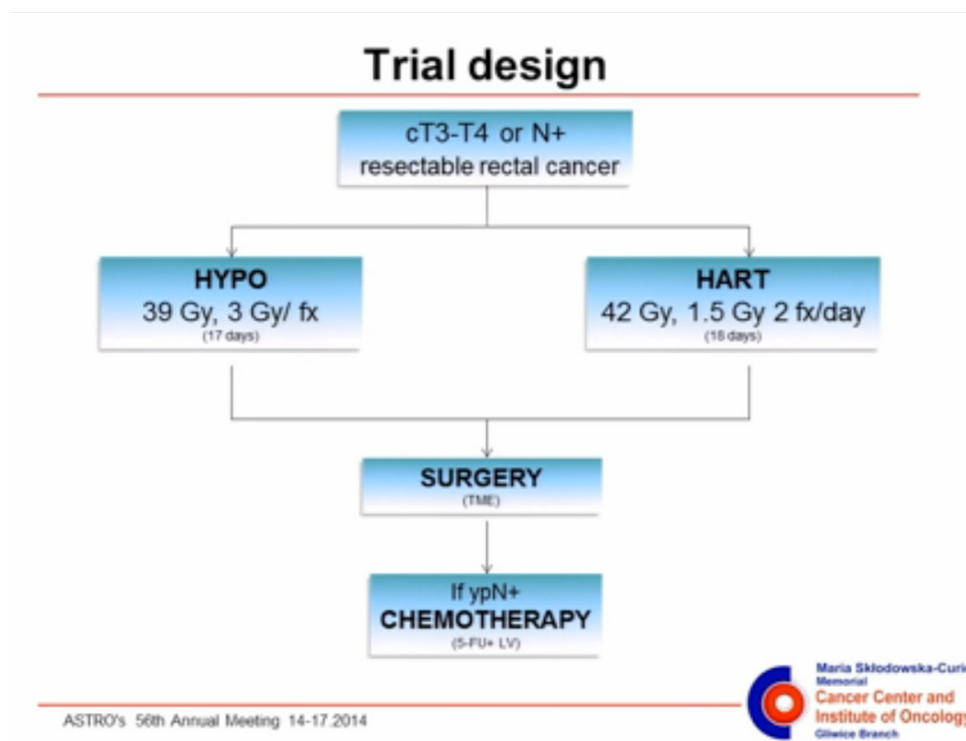 Trial design
cT3-T4 or N+
resectable rectal cancer
HYPO
39 Gy, 3 Gy/ fx
(17 days)
HART
42 Gy, 1.5 Gy 2 fx/day
(18 days)
SURGERY
(TME)
If ypN+
CHEMOTHERAPY
(5-FU+ LV)
ASTRO's 56th Annual Meeting 14-17.2014
Maria Skłodowska-Curie
Memorial
Cancer Center and
Institute of Oncology
Gliwice Branch